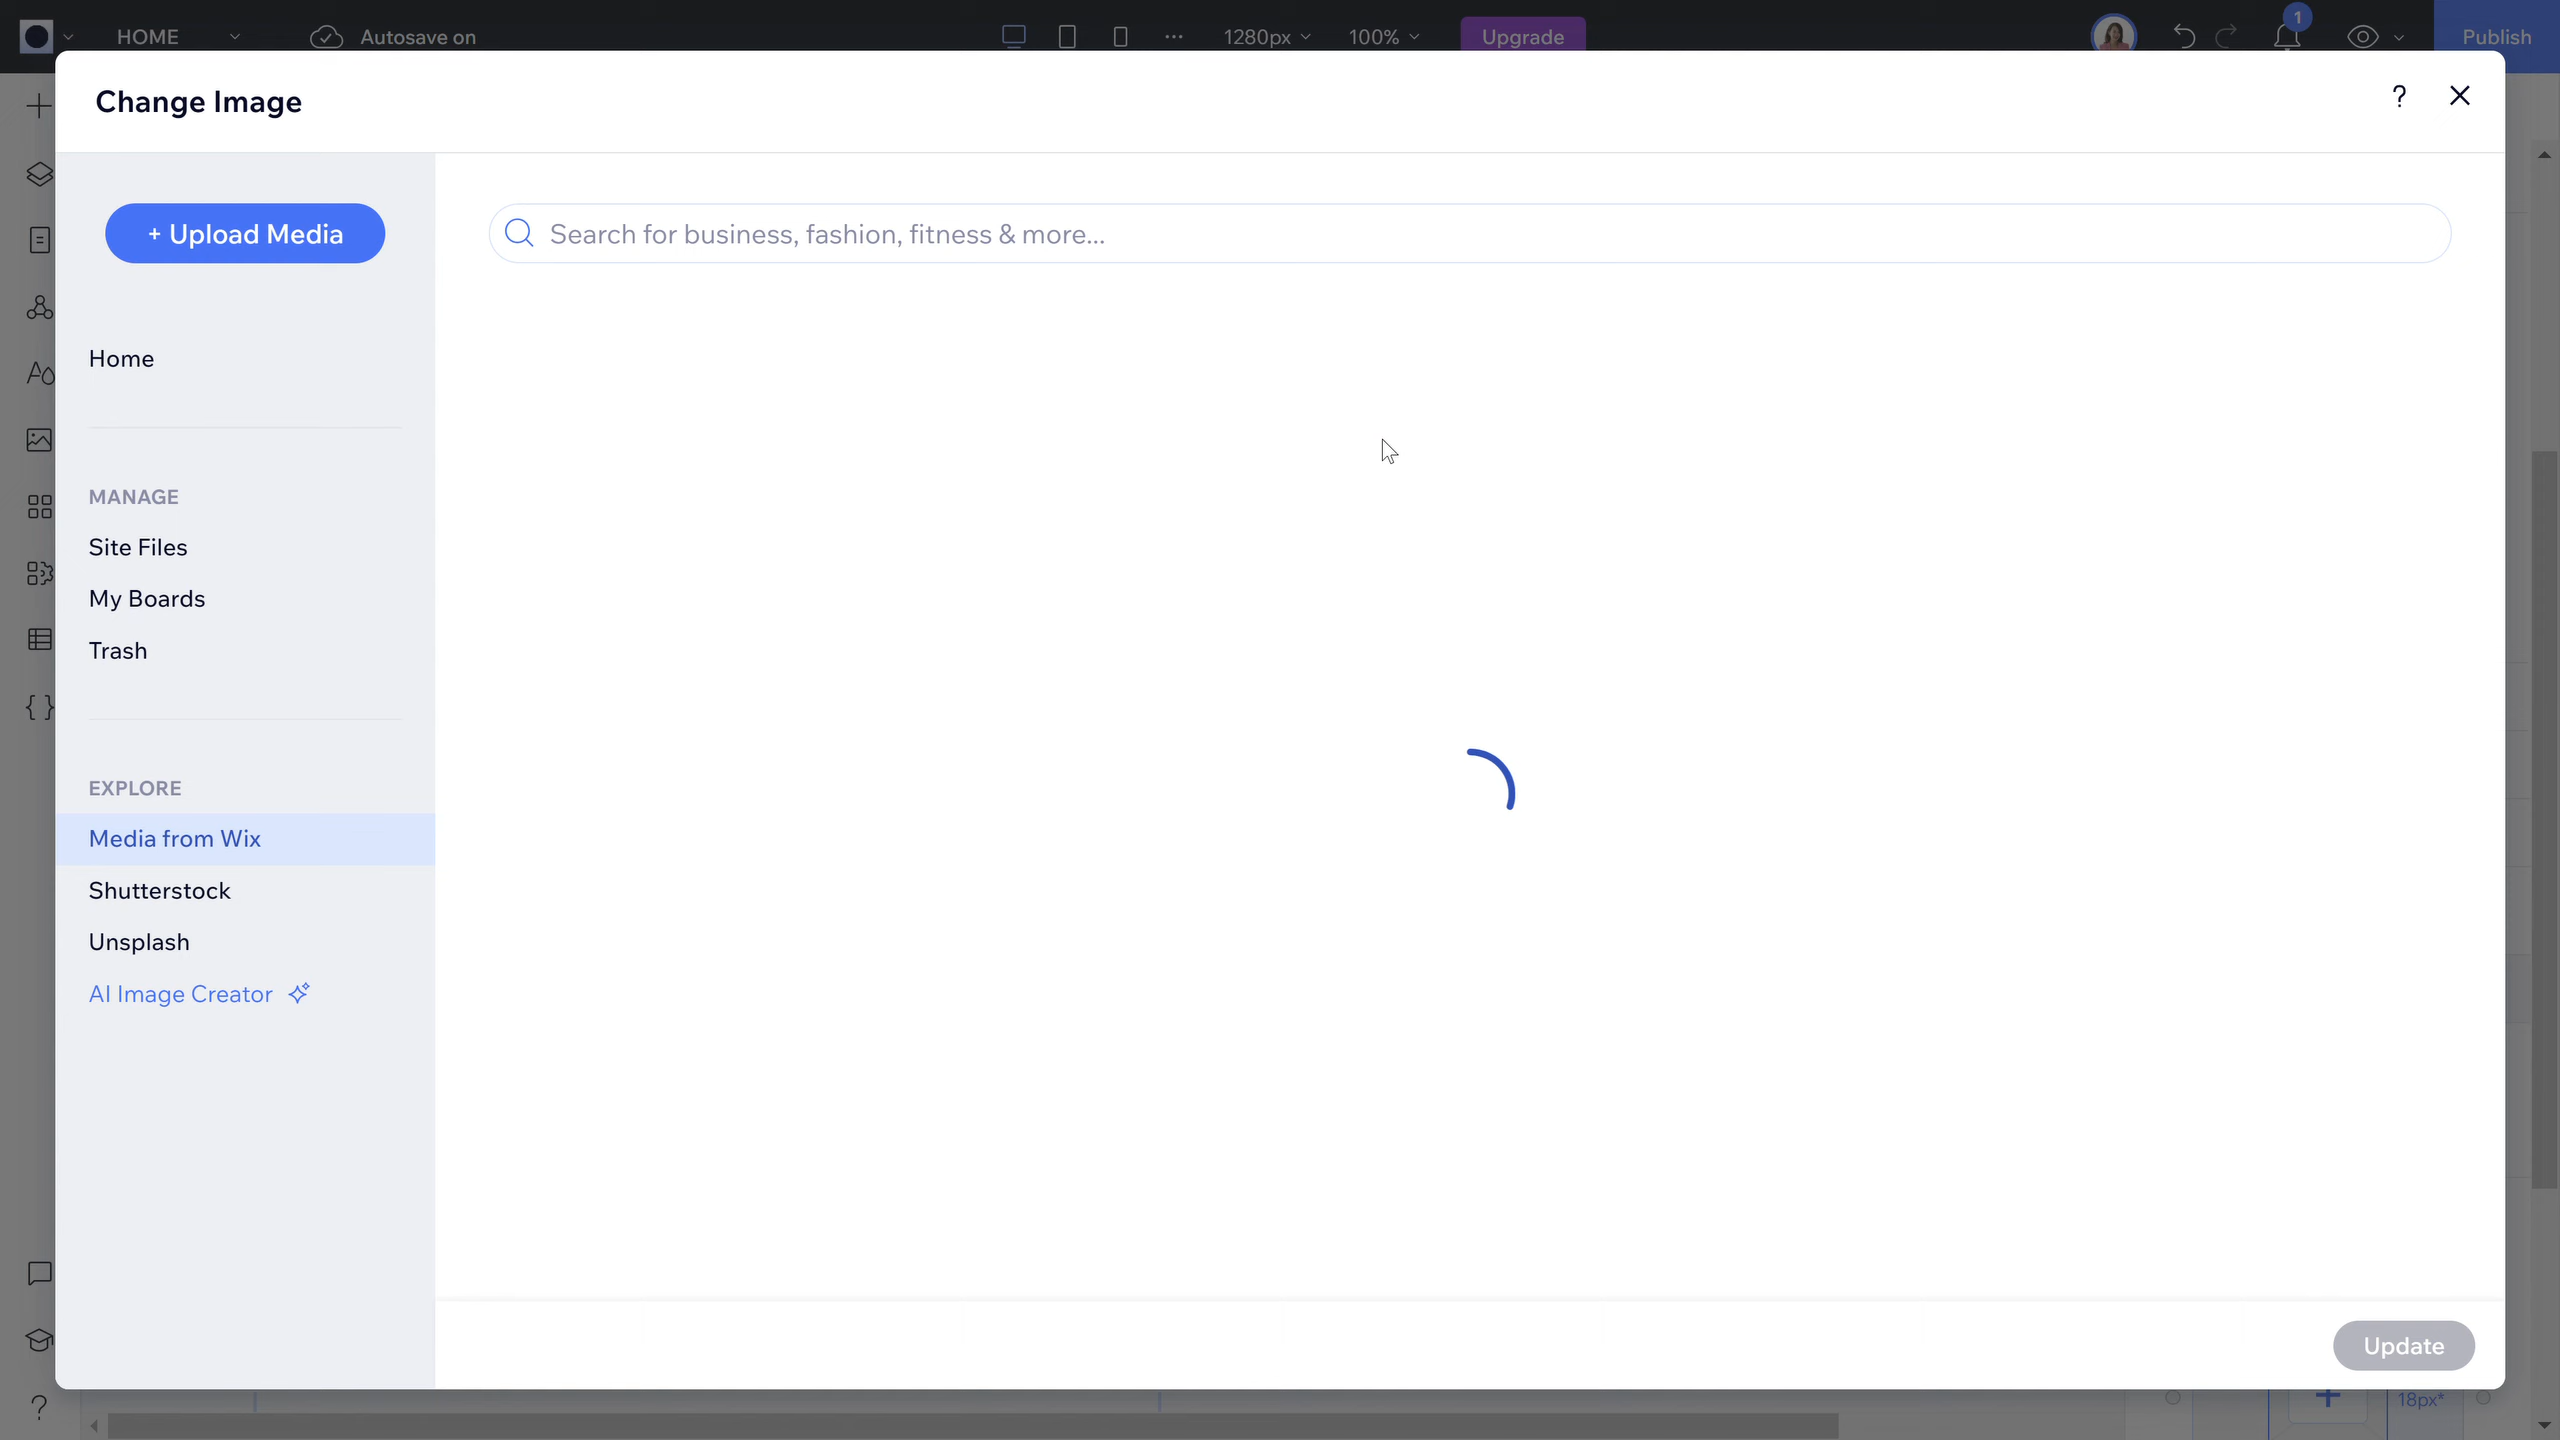 HOME
Autosave on
1280px
100%
Upgrade
1
Publish
Change Image
?
+ Upload Media
Search for business, fashion, fitness & more...
Home
MANAGE
Site Files
My Boards
Trash
EXPLORE
Media from Wix
Shutterstock
Unsplash
AI Image Creator
Update
?
18px*